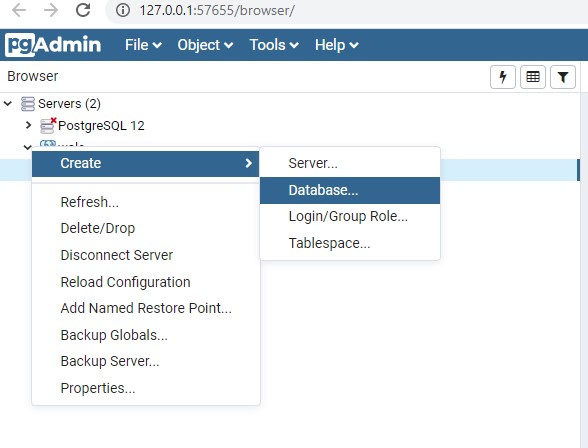 127.0.0.1:57655/browser/
pgAdmin File Object Tools Help
Browser
Servers (2)
PostgreSQL 12
Create
Refresh...
Delete/Drop
Disconnect Server
Reload Configuration
Add Named Restore Point...
Backup Globals...
Backup Server...
Properties...
Server...
Database...
Login/Group Role...
Tablespace...